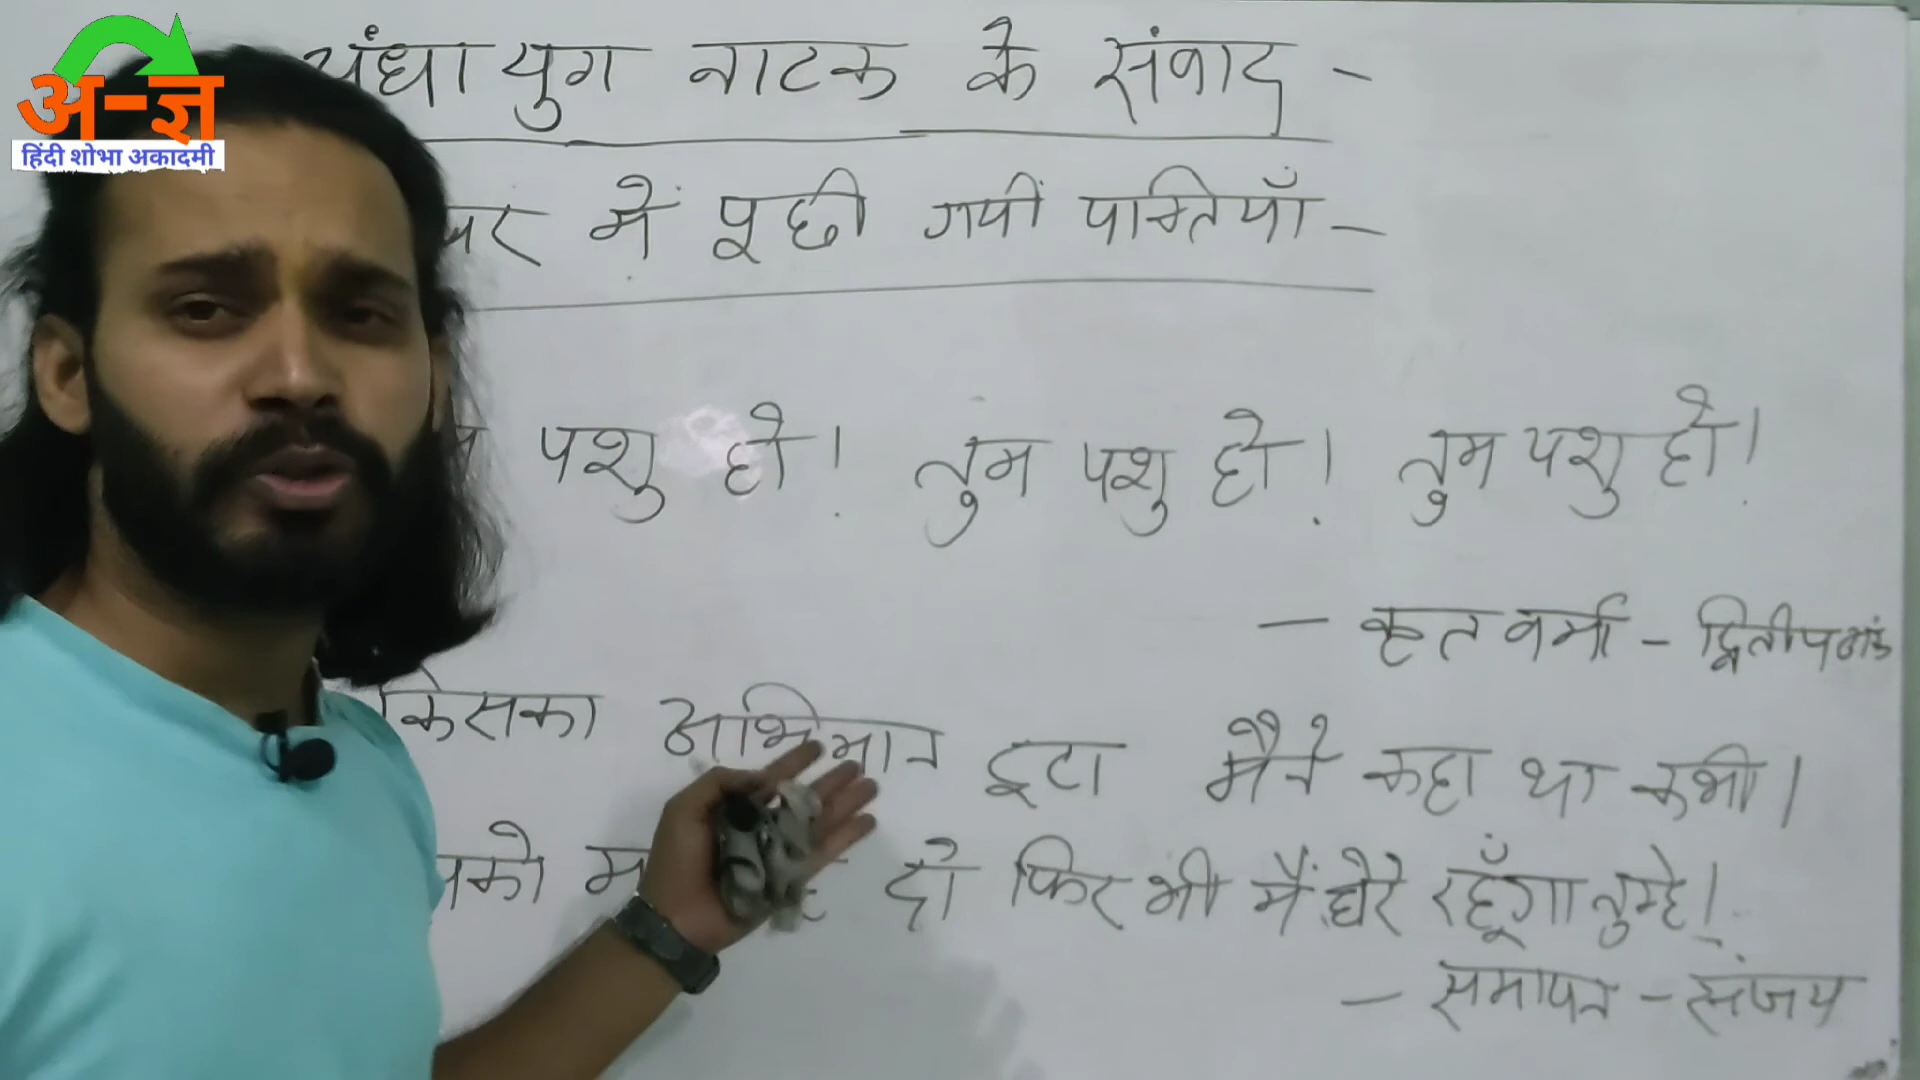 अ-ज्ञ
हिंदी शोभा अकादमी
अंधा युग नाटक के संवाद -
में पूछी गयीं पंक्तियाँ -
पशु हो! तुम पशु हो! तुम पशु हो!
- कृतवर्मा - द्वितीय अंक
किसका अभिमान टूटा मैने कहा था कभी।
दो फिर भी मैं घेरे रहूँगा तुम्हे!
- समापन - संजय